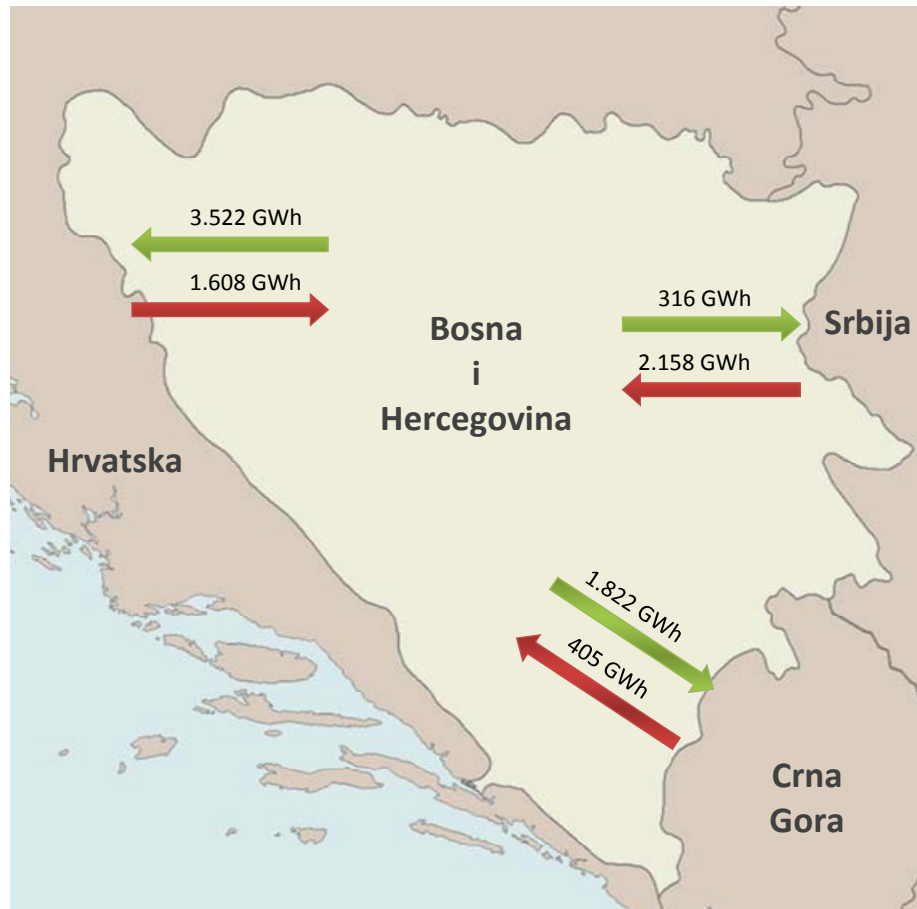 3.522 GWh
1.608 GWh
316 GWh
2.158 GWh
Srbija
Bosna
i
Hercegovina
Hrvatska
1.822 GWh
405 GWh
Crna
Gora